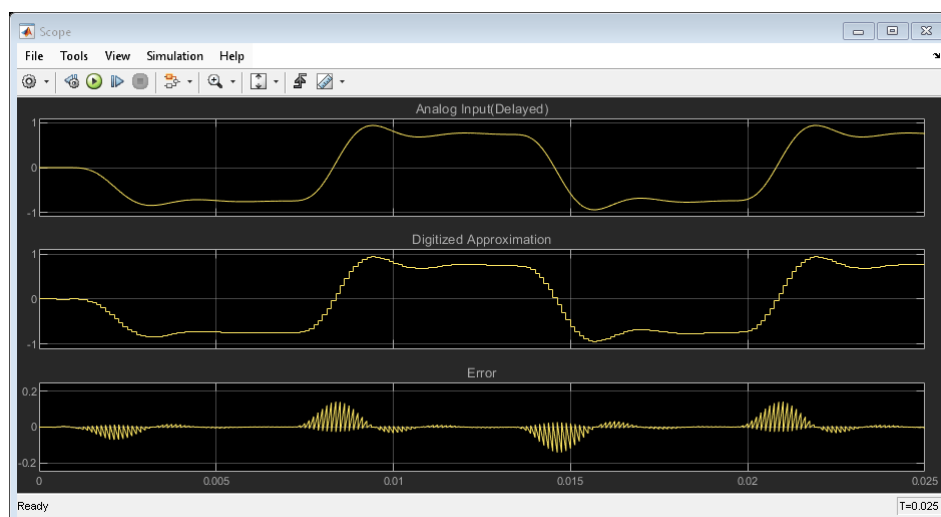 Scope
File Tools View Simulation Help
Analog Input(Delayed)
1
0
-1
Digitized Approximation
1
0
-1
Error
0.2
0
-0.2
0 0.005 0.01 0.015 0.02 0.025
Ready T=0.025